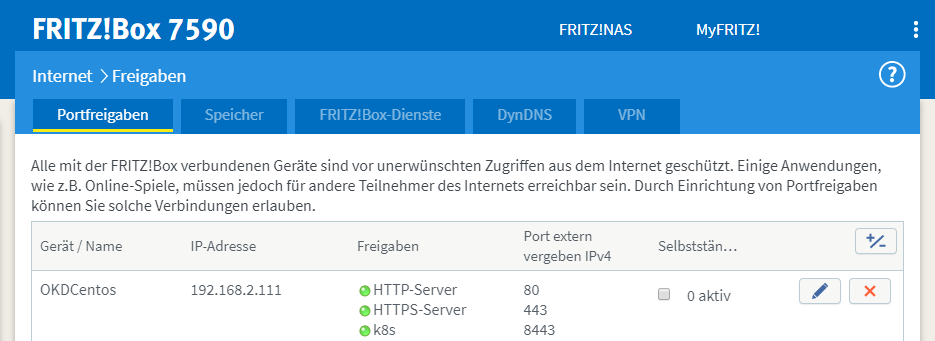 FRITZ!Box 7590
FRITZ!NAS MyFRITZ!
Internet > Freigaben ?
Portfreigaben Speicher FRITZ!Box-Dienste DynDNS VPN
Alle mit der FRITZ!Box verbundenen Geräte sind vor unerwünschten Zugriffen aus dem Internet geschützt. Einige Anwendungen,
wie z.B. Online-Spiele, müssen jedoch für andere Teilnehmer des Internets erreichbar sein. Durch Einrichtung von Portfreigaben
können Sie solche Verbindungen erlauben.
Gerät / Name IP-Adresse Freigaben Port extern vergeben IPv4 Selbststän…
OKDCentos 192.168.2.111 HTTP-Server 80 0 aktiv
HTTPS-Server 443
k8s 8443